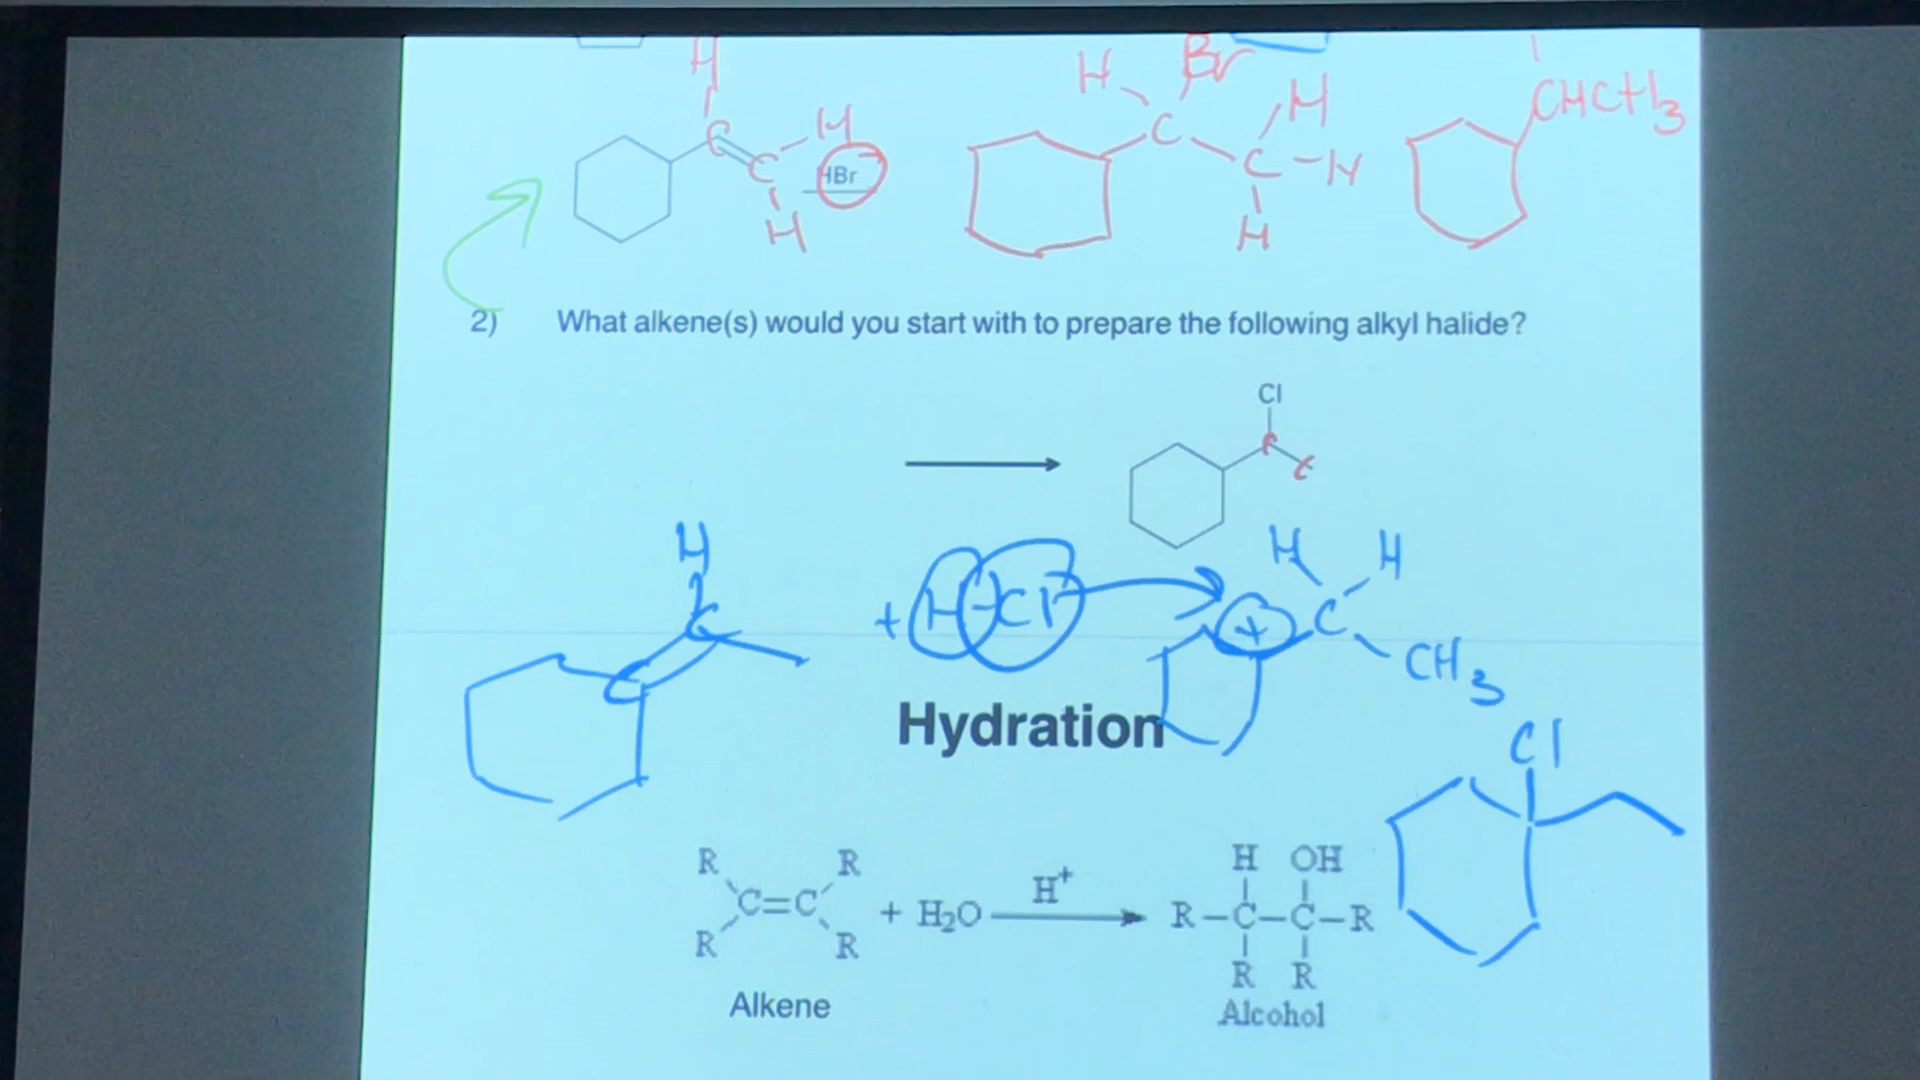 H
C C H
HBr
H
H Br
C H
C-H
H
CHCH3
2) What alkene(s) would you start with to prepare the following alkyl halide?
Cl
C
C
H
C
+ H-Cl
H H
+ C
CH3
Hydration
Cl
R R
C=C + H2O H+
R R
Alkene
H OH
R-C-C-R
R R
Alcohol